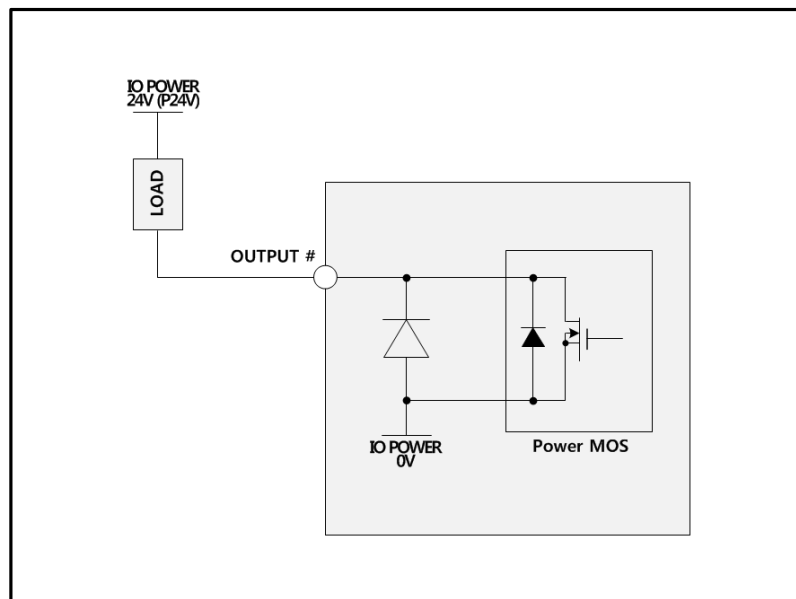 IO POWER
24V (P24V)
LOAD
OUTPUT #
IO POWER
0V
Power MOS